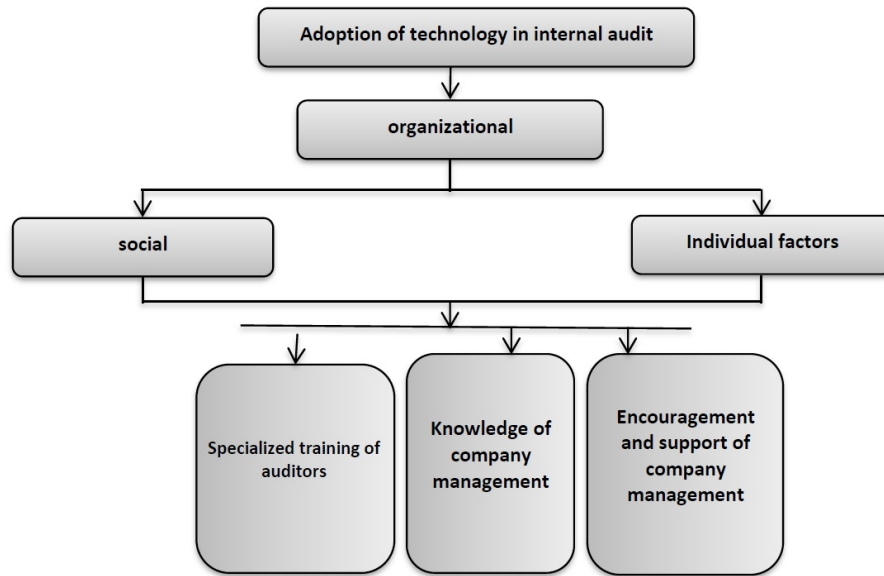 Adoption of technology in internal audit
organizational
social
Individual factors
Specialized training of
auditors
Knowledge of
company
management
Encouragement
and support of
company
management